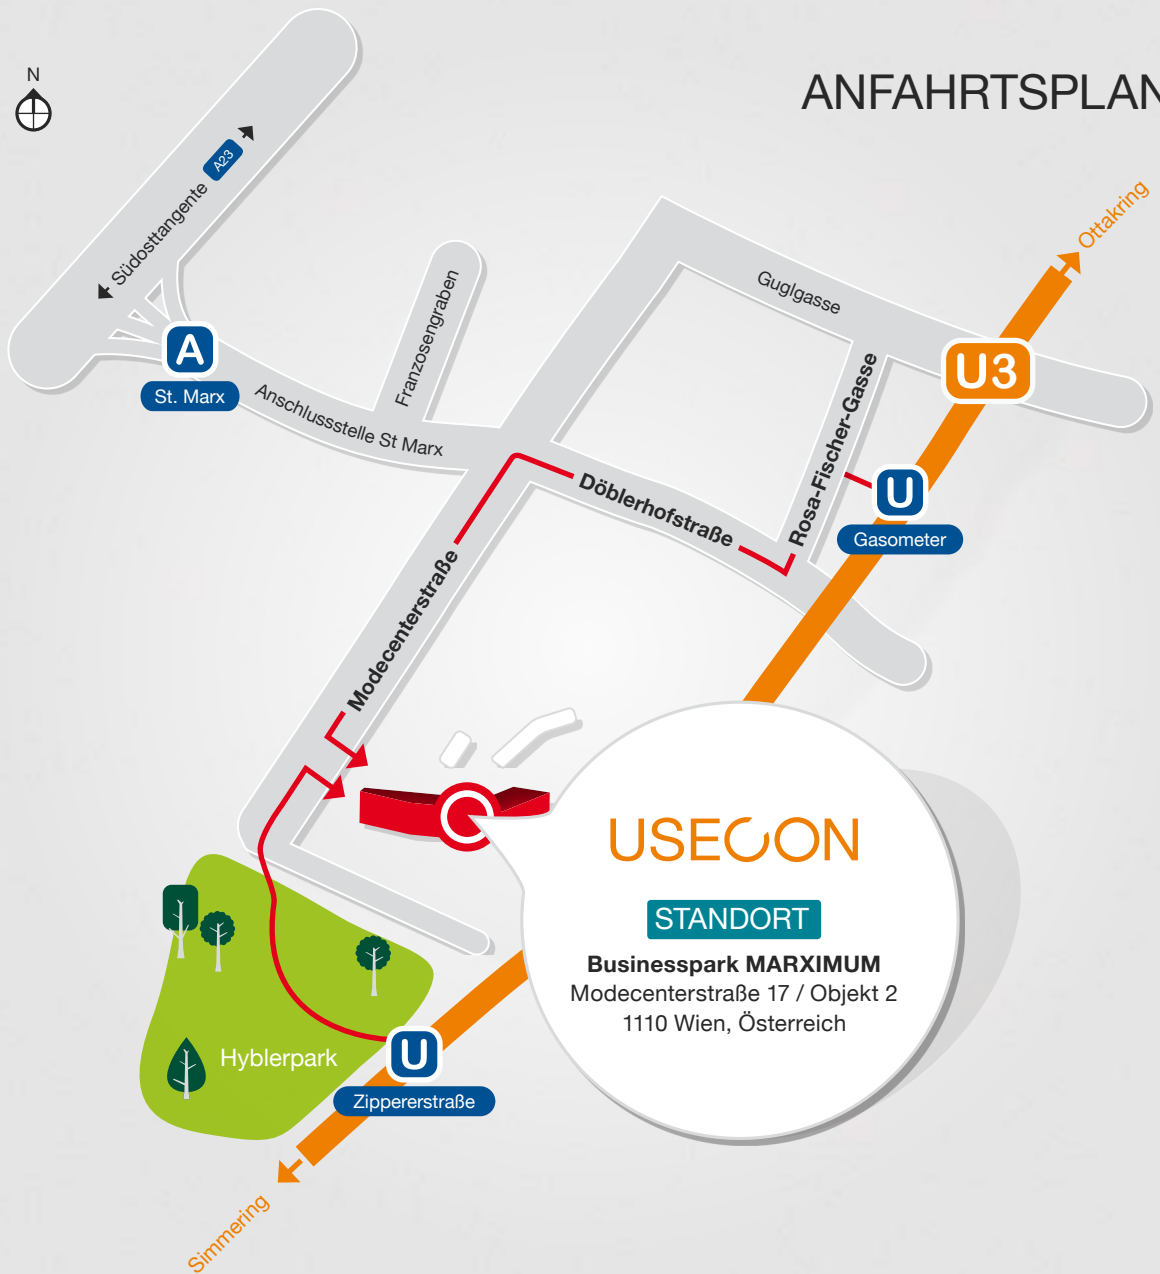 N
ANFAHRTSPLAN
A23
Südosttangente
Ottakring
Guglgasse
Franzosengraben
A
St. Marx
U3
Anschlussstelle St Marx
Rosa-Fischer-Gasse
Döblerhofstraße
U
Gasometer
Modecenterstraße
USECON
STANDORT
Businesspark MARXIMUM
Modecenterstraße 17 / Objekt 2
1110 Wien, Österreich
Hyblerpark
U
Zippererstraße
Simmering